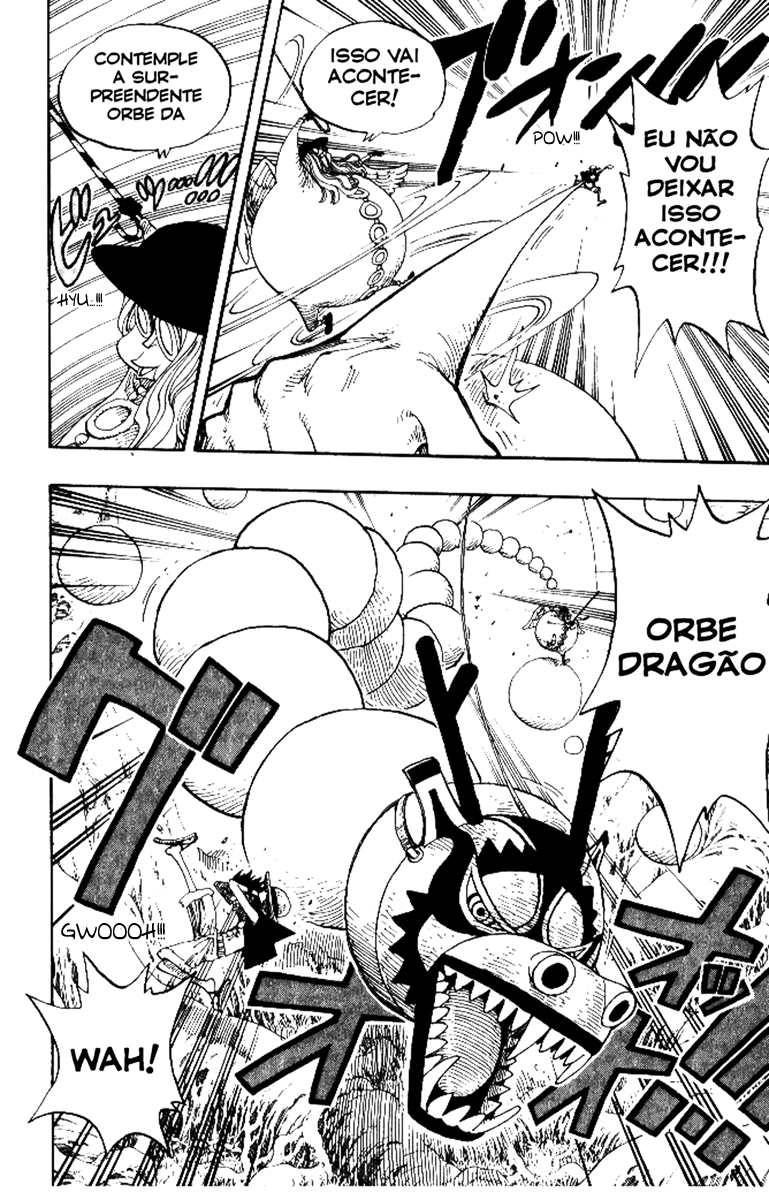 EU NÃO
VOU
DEIXAR
ISSO
ACONTE-
CER!!!
POW!!!
ISSO VAI
ACONTE-
CER!
CONTEMPLE
A SUR-
PREENDENTE
ORBE DA
HYU...!!!
ORBE
DRAGÃO
GWOOOH!!!
WAH!